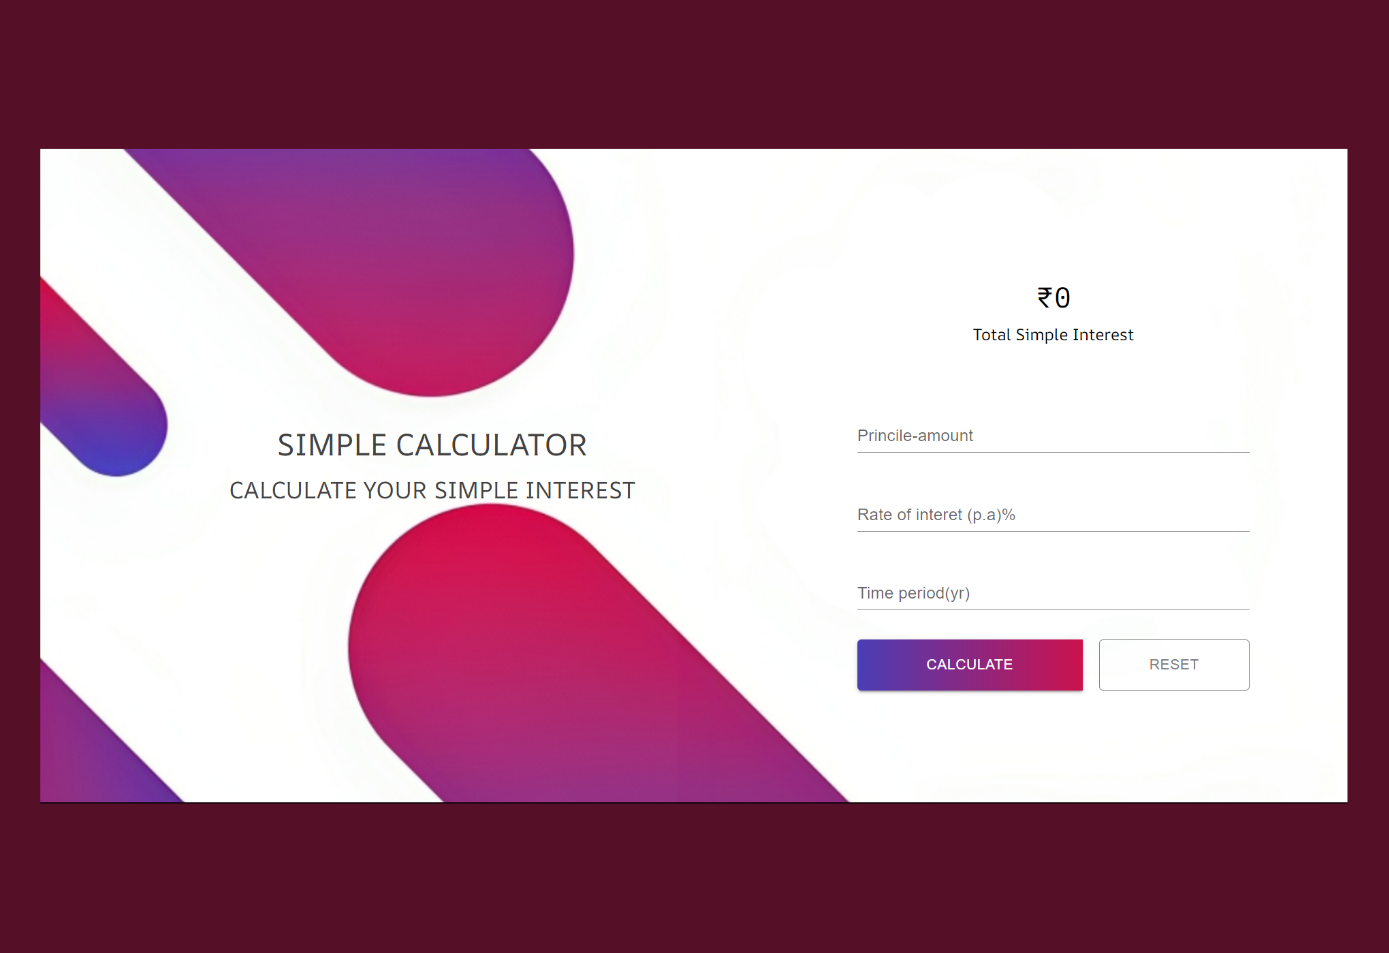 SIMPLE CALCULATOR
CALCULATE YOUR SIMPLE INTEREST
₹0
Total Simple Interest
Princile-amount
Rate of interet (p.a)%
Time period(yr)
CALCULATE
RESET